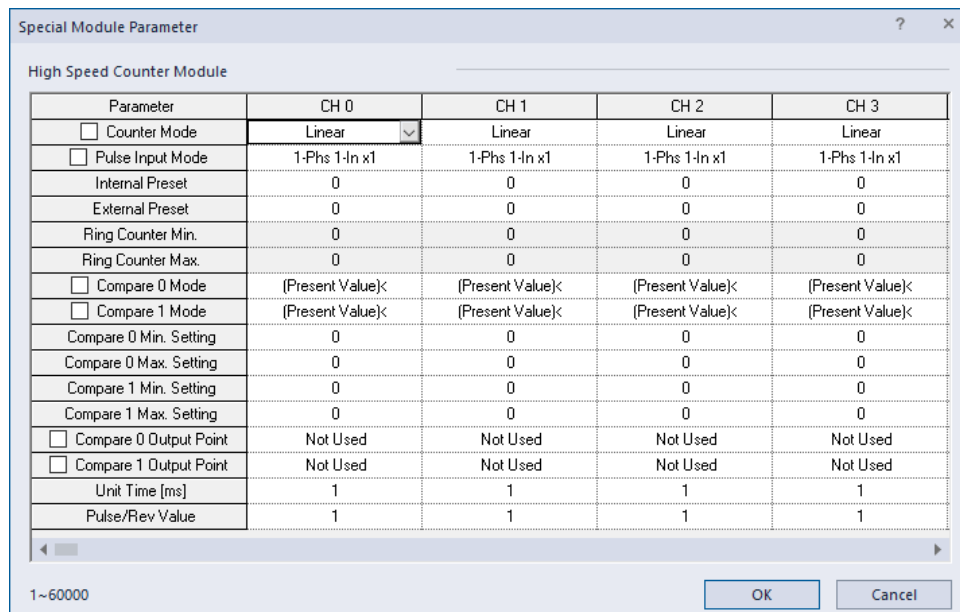 Special Module Parameter ? ×
High Speed Counter Module
Parameter CH 0 CH 1 CH 2 CH 3
Counter Mode Linear Linear Linear Linear
Pulse Input Mode 1-Phs 1-In x1 1-Phs 1-In x1 1-Phs 1-In x1 1-Phs 1-In x1
Internal Preset 0 0 0 0
External Preset 0 0 0 0
Ring Counter Min. 0 0 0 0
Ring Counter Max. 0 0 0 0
Compare 0 Mode (Present Value)< (Present Value)< (Present Value)< (Present Value)<
Compare 1 Mode (Present Value)< (Present Value)< (Present Value)< (Present Value)<
Compare 0 Min. Setting 0 0 0 0
Compare 0 Max. Setting 0 0 0 0
Compare 1 Min. Setting 0 0 0 0
Compare 1 Max. Setting 0 0 0 0
Compare 0 Output Point Not Used Not Used Not Used Not Used
Compare 1 Output Point Not Used Not Used Not Used Not Used
Unit Time [ms] 1 1 1 1
Pulse/Rev Value 1 1 1 1
1~60000 OK Cancel